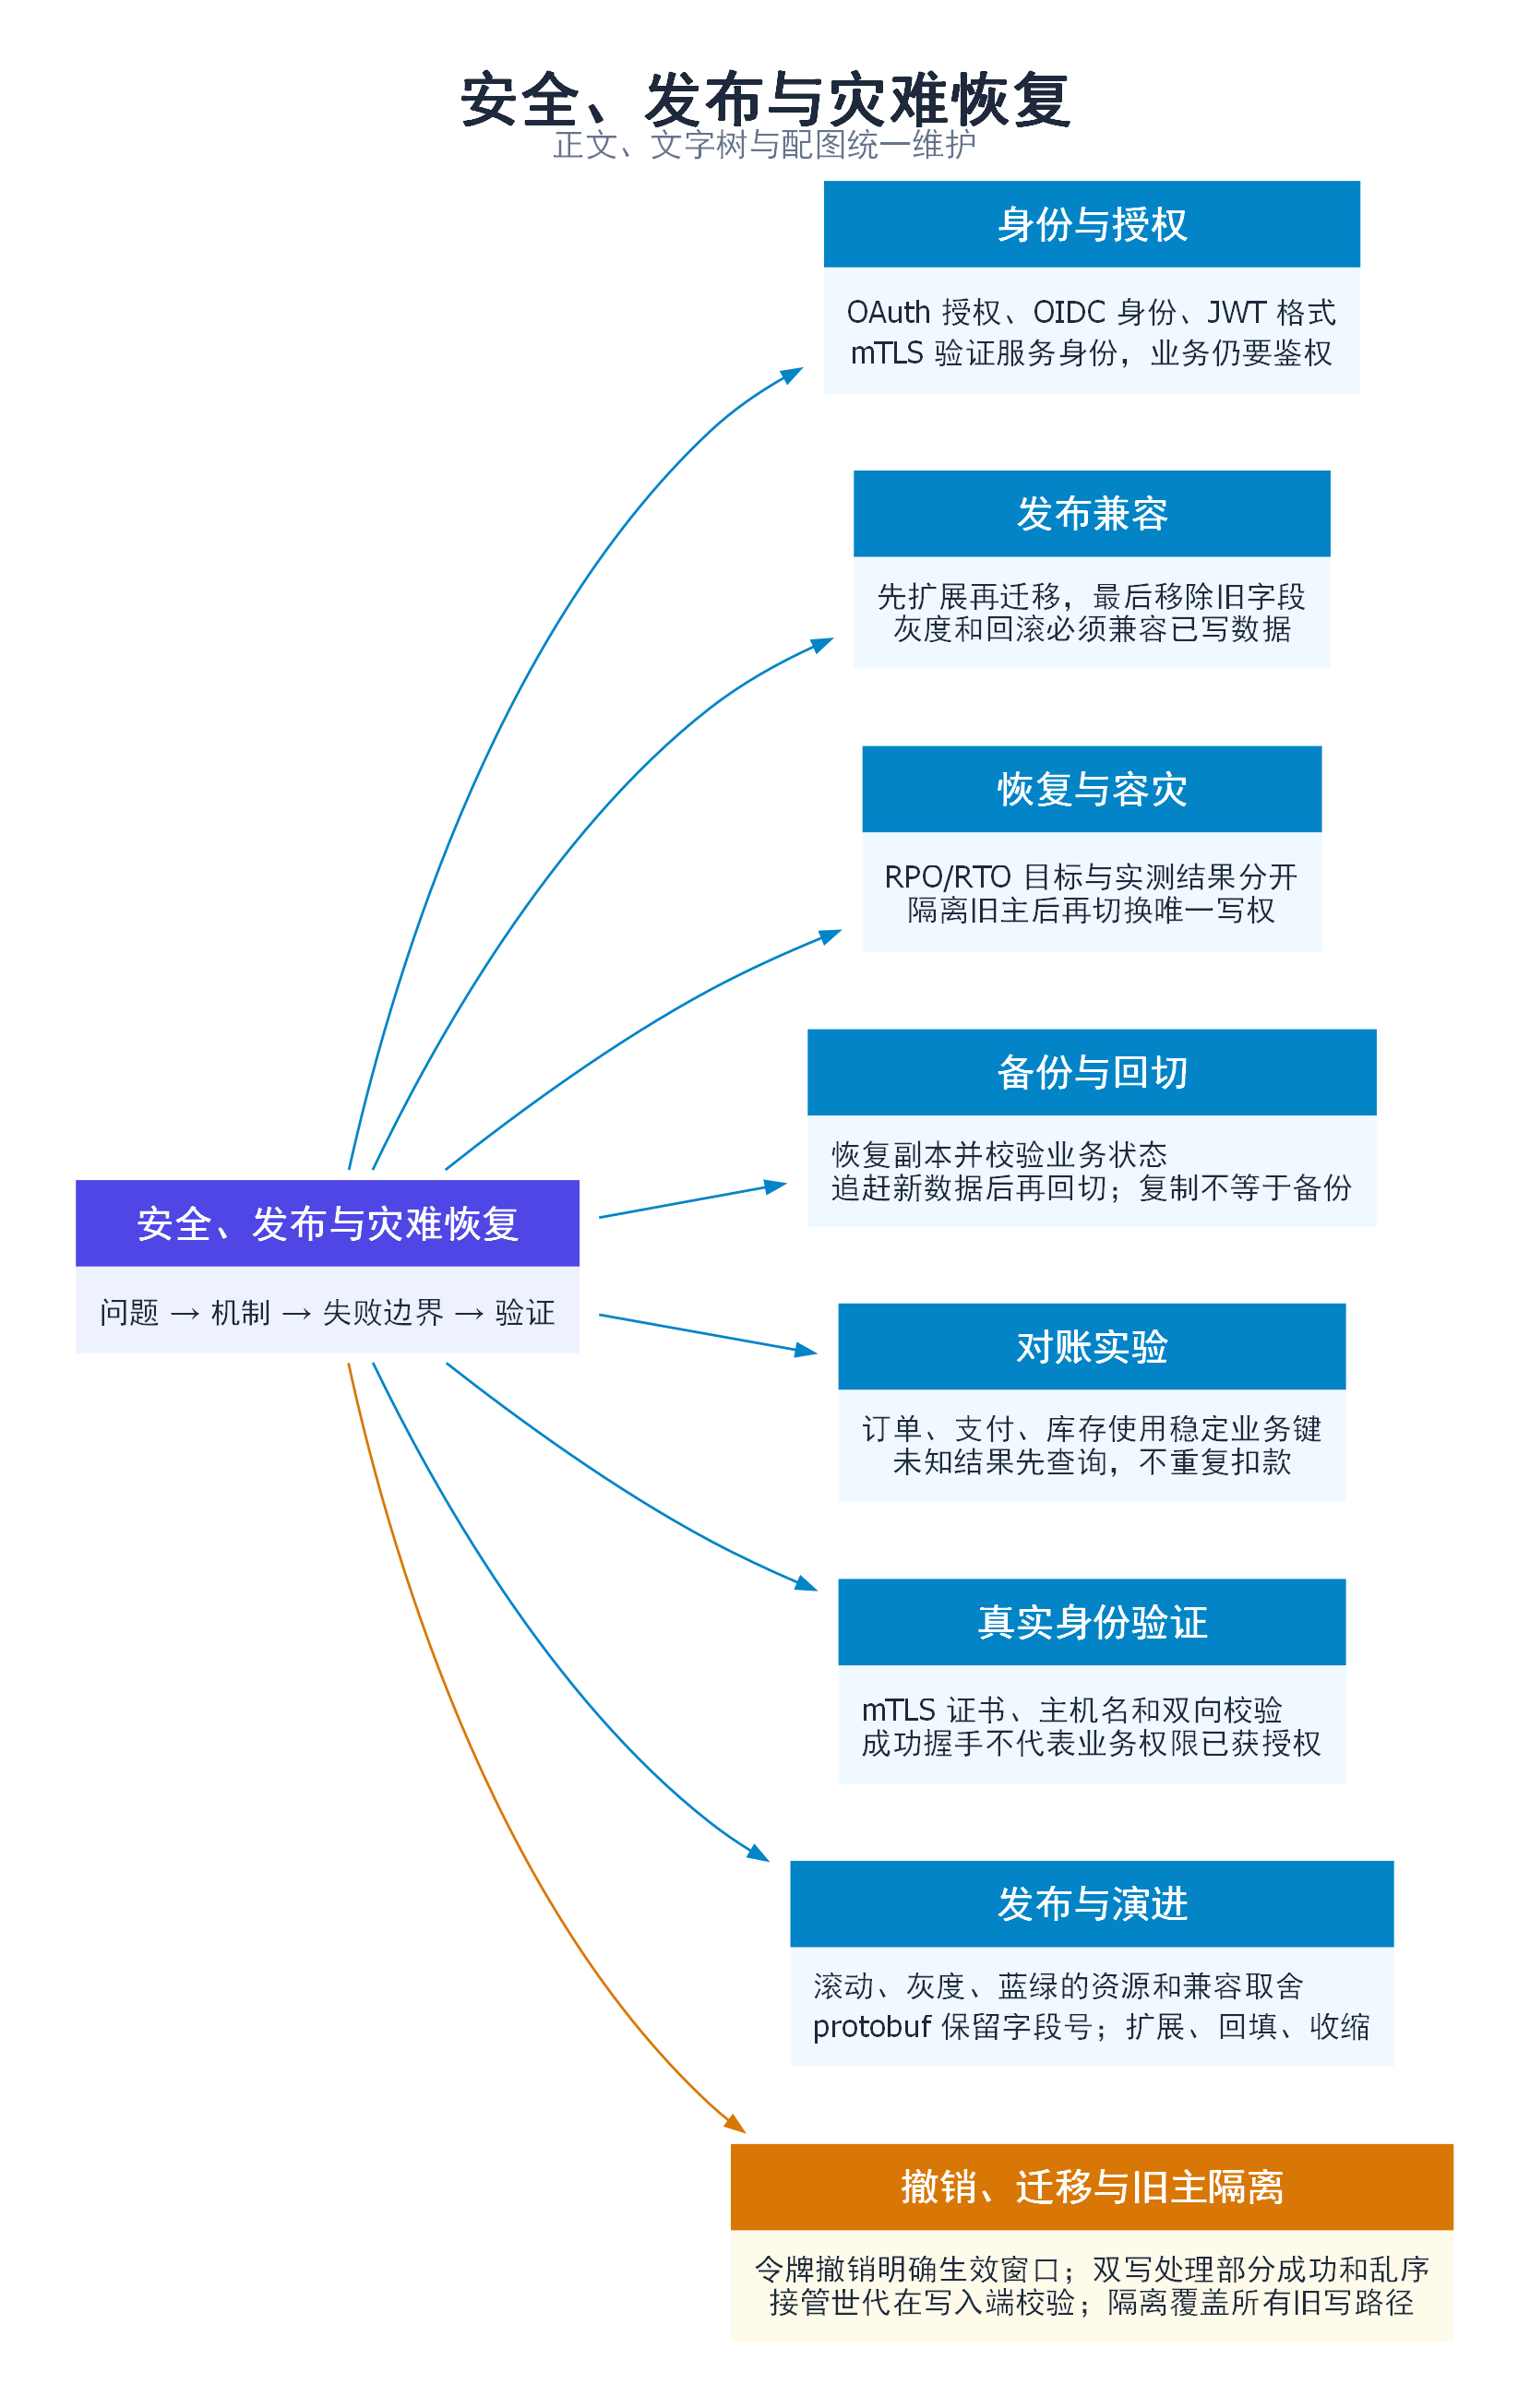 安全、发布与灾难恢复
正文、文字树与配图统一维护
身份与授权
OAuth 授权、OIDC 身份、JWT 格式
mTLS 验证服务身份，业务仍要鉴权
发布兼容
先扩展再迁移，最后移除旧字段
灰度和回滚必须兼容已写数据
恢复与容灾
RPO/RTO 目标与实测结果分开
隔离旧主后再切换唯一写权
备份与回切
恢复副本并校验业务状态
追赶新数据后再回切；复制不等于备份
安全、发布与灾难恢复
问题 → 机制 → 失败边界 → 验证
对账实验
订单、支付、库存使用稳定业务键
未知结果先查询，不重复扣款
真实身份验证
mTLS 证书、主机名和双向校验
成功握手不代表业务权限已获授权
发布与演进
滚动、灰度、蓝绿的资源和兼容取舍
protobuf 保留字段号；扩展、回填、收缩
撤销、迁移与旧主隔离
令牌撤销明确生效窗口；双写处理部分成功和乱序
接管世代在写入端校验；隔离覆盖所有旧写路径